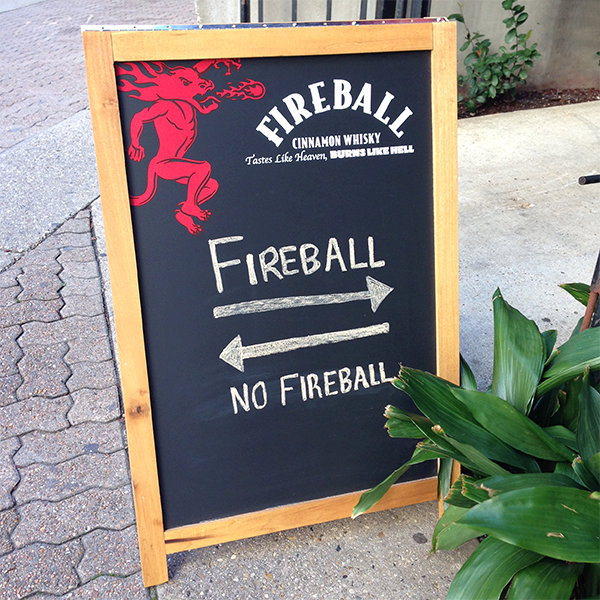 FIREBALL
CINNAMON WHISKY
Tastes Like Heaven, BURNS LIKE HELL
FIREBALL
NO FIREBALL